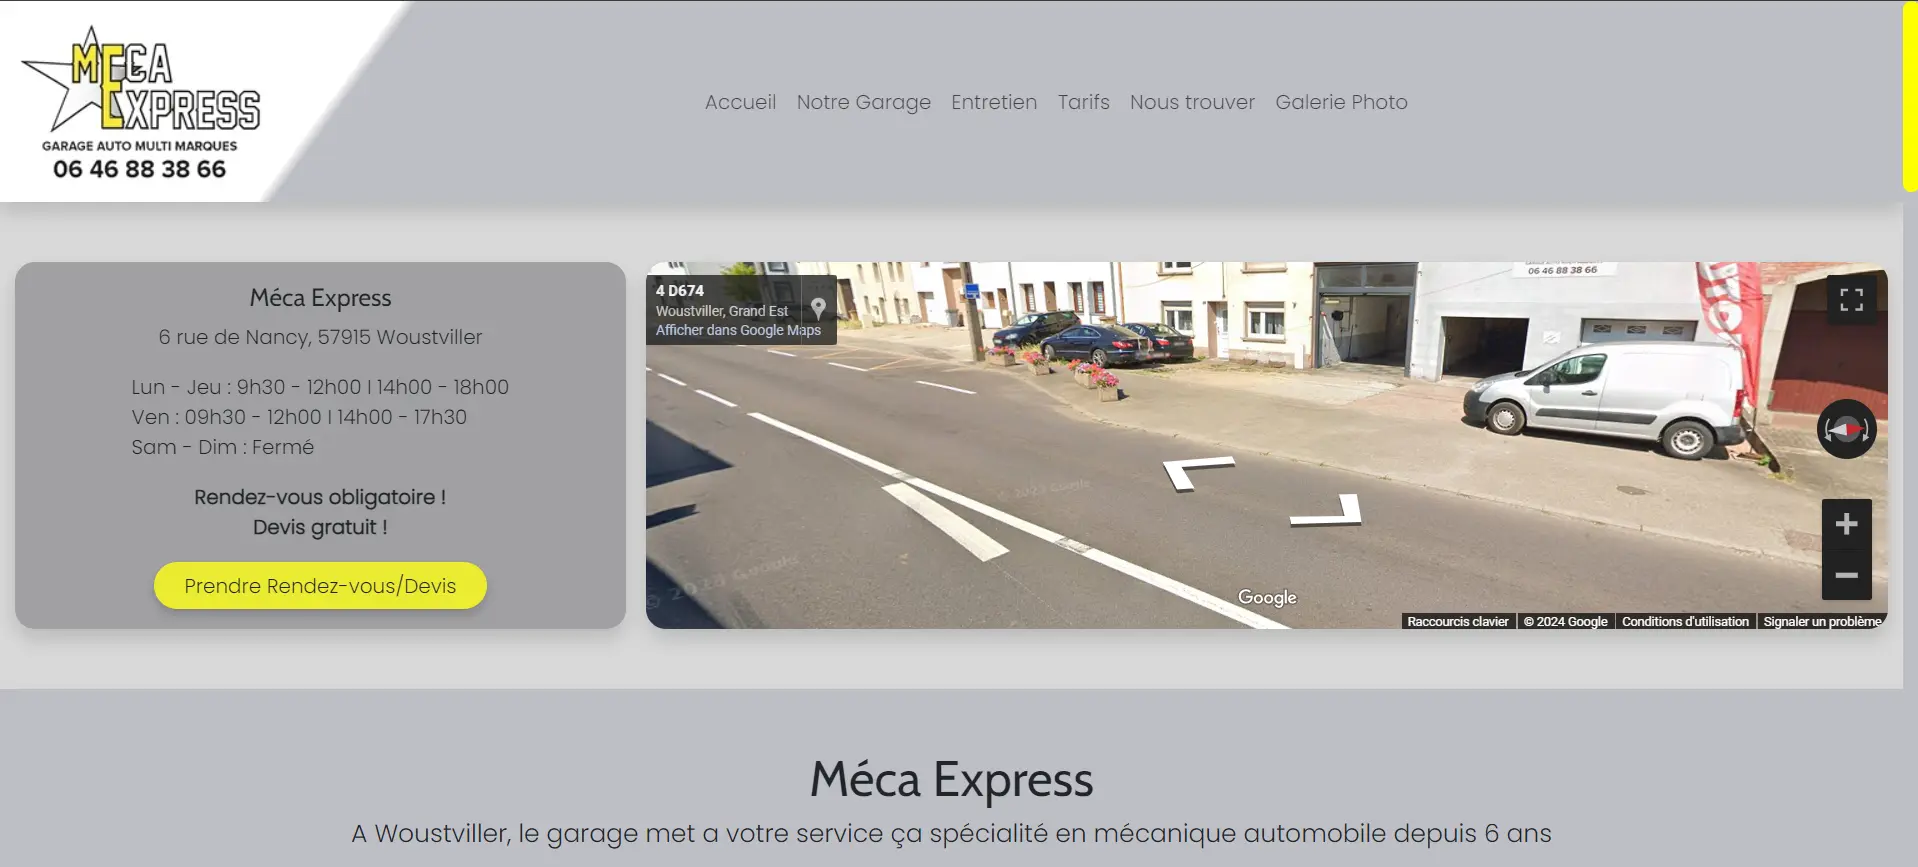 MECA
EXPRESS
GARAGE AUTO MULTI MARQUES
06 46 88 38 66
Accueil Notre Garage Entretien Tarifs Nous trouver Galerie Photo
Méca Express
6 rue de Nancy, 57915 Woustviller
Lun - Jeu : 9h30 - 12h00 | 14h00 - 18h00
Ven : 09h30 - 12h00 | 14h00 - 17h30
Sam - Dim : Fermé
Rendez-vous obligatoire !
Devis gratuit !
Prendre Rendez-vous/Devis
4 D674
Woustviller, Grand Est
Afficher dans Google Maps
06 46 88 38 66
© 2023 Google
© 2023 Google
Google
Raccourcis clavier © 2024 Google Conditions d'utilisation Signaler un problème
Méca Express
A Woustviller, le garage met a votre service ça spécialité en mécanique automobile depuis 6 ans